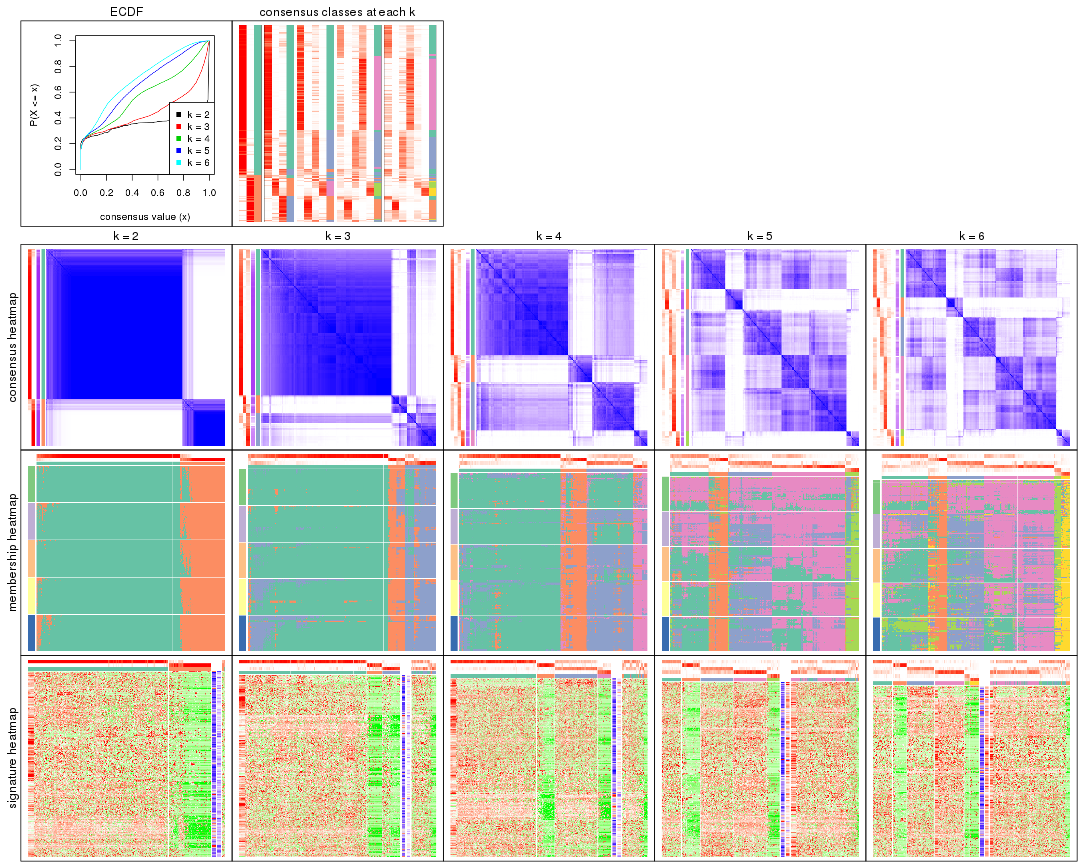 ECDF
consensus classes at each k
P(X <= x)
0.0 0.2 0.4 0.6 0.8 1.0
k = 2
k = 3
k = 4
k = 5
k = 6
0.0 0.2 0.4 0.6 0.8 1.0
consensus value (x)
k = 2 k = 3 k = 4 k = 5 k = 6
consensus heatmap
membership heatmap
signature heatmap